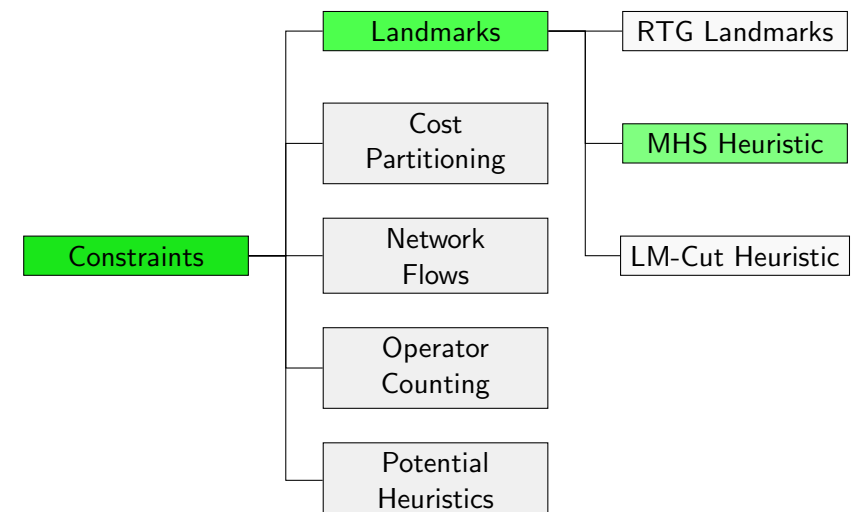 Landmarks
RTG Landmarks
Cost
Partitioning
MHS Heuristic
Network
Flows
Constraints
LM-Cut Heuristic
Operator
Counting
Potential
Heuristics